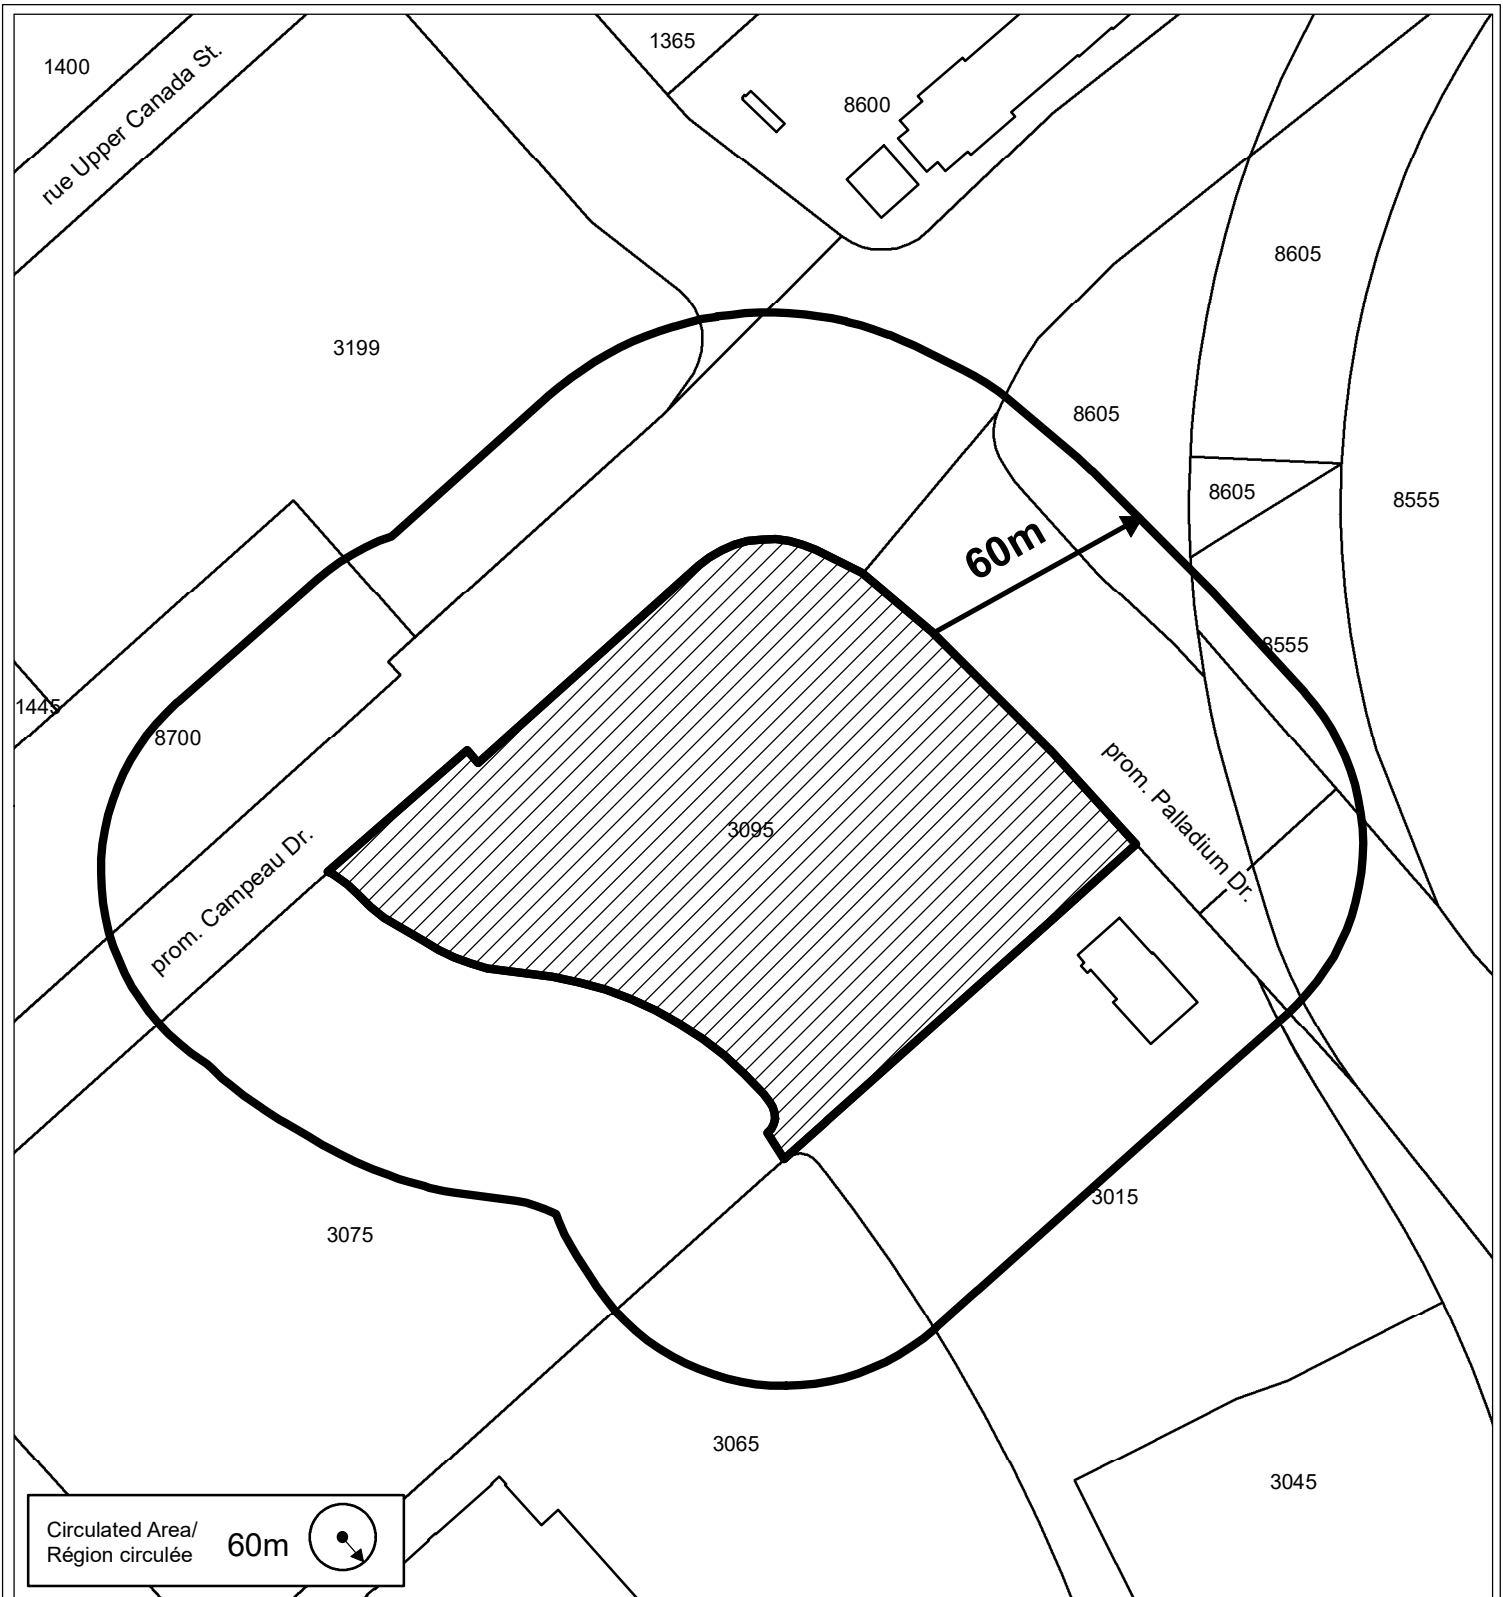 1400
rue Upper Canada St.
1365
8600
8605
3199
8605
8605
8555
60m
8555
1445
8700
prom. Palladium Dr.
3095
prom. Campeau Dr.
3015
3075
3065
3045
Circulated Area/
Région circulée
60m